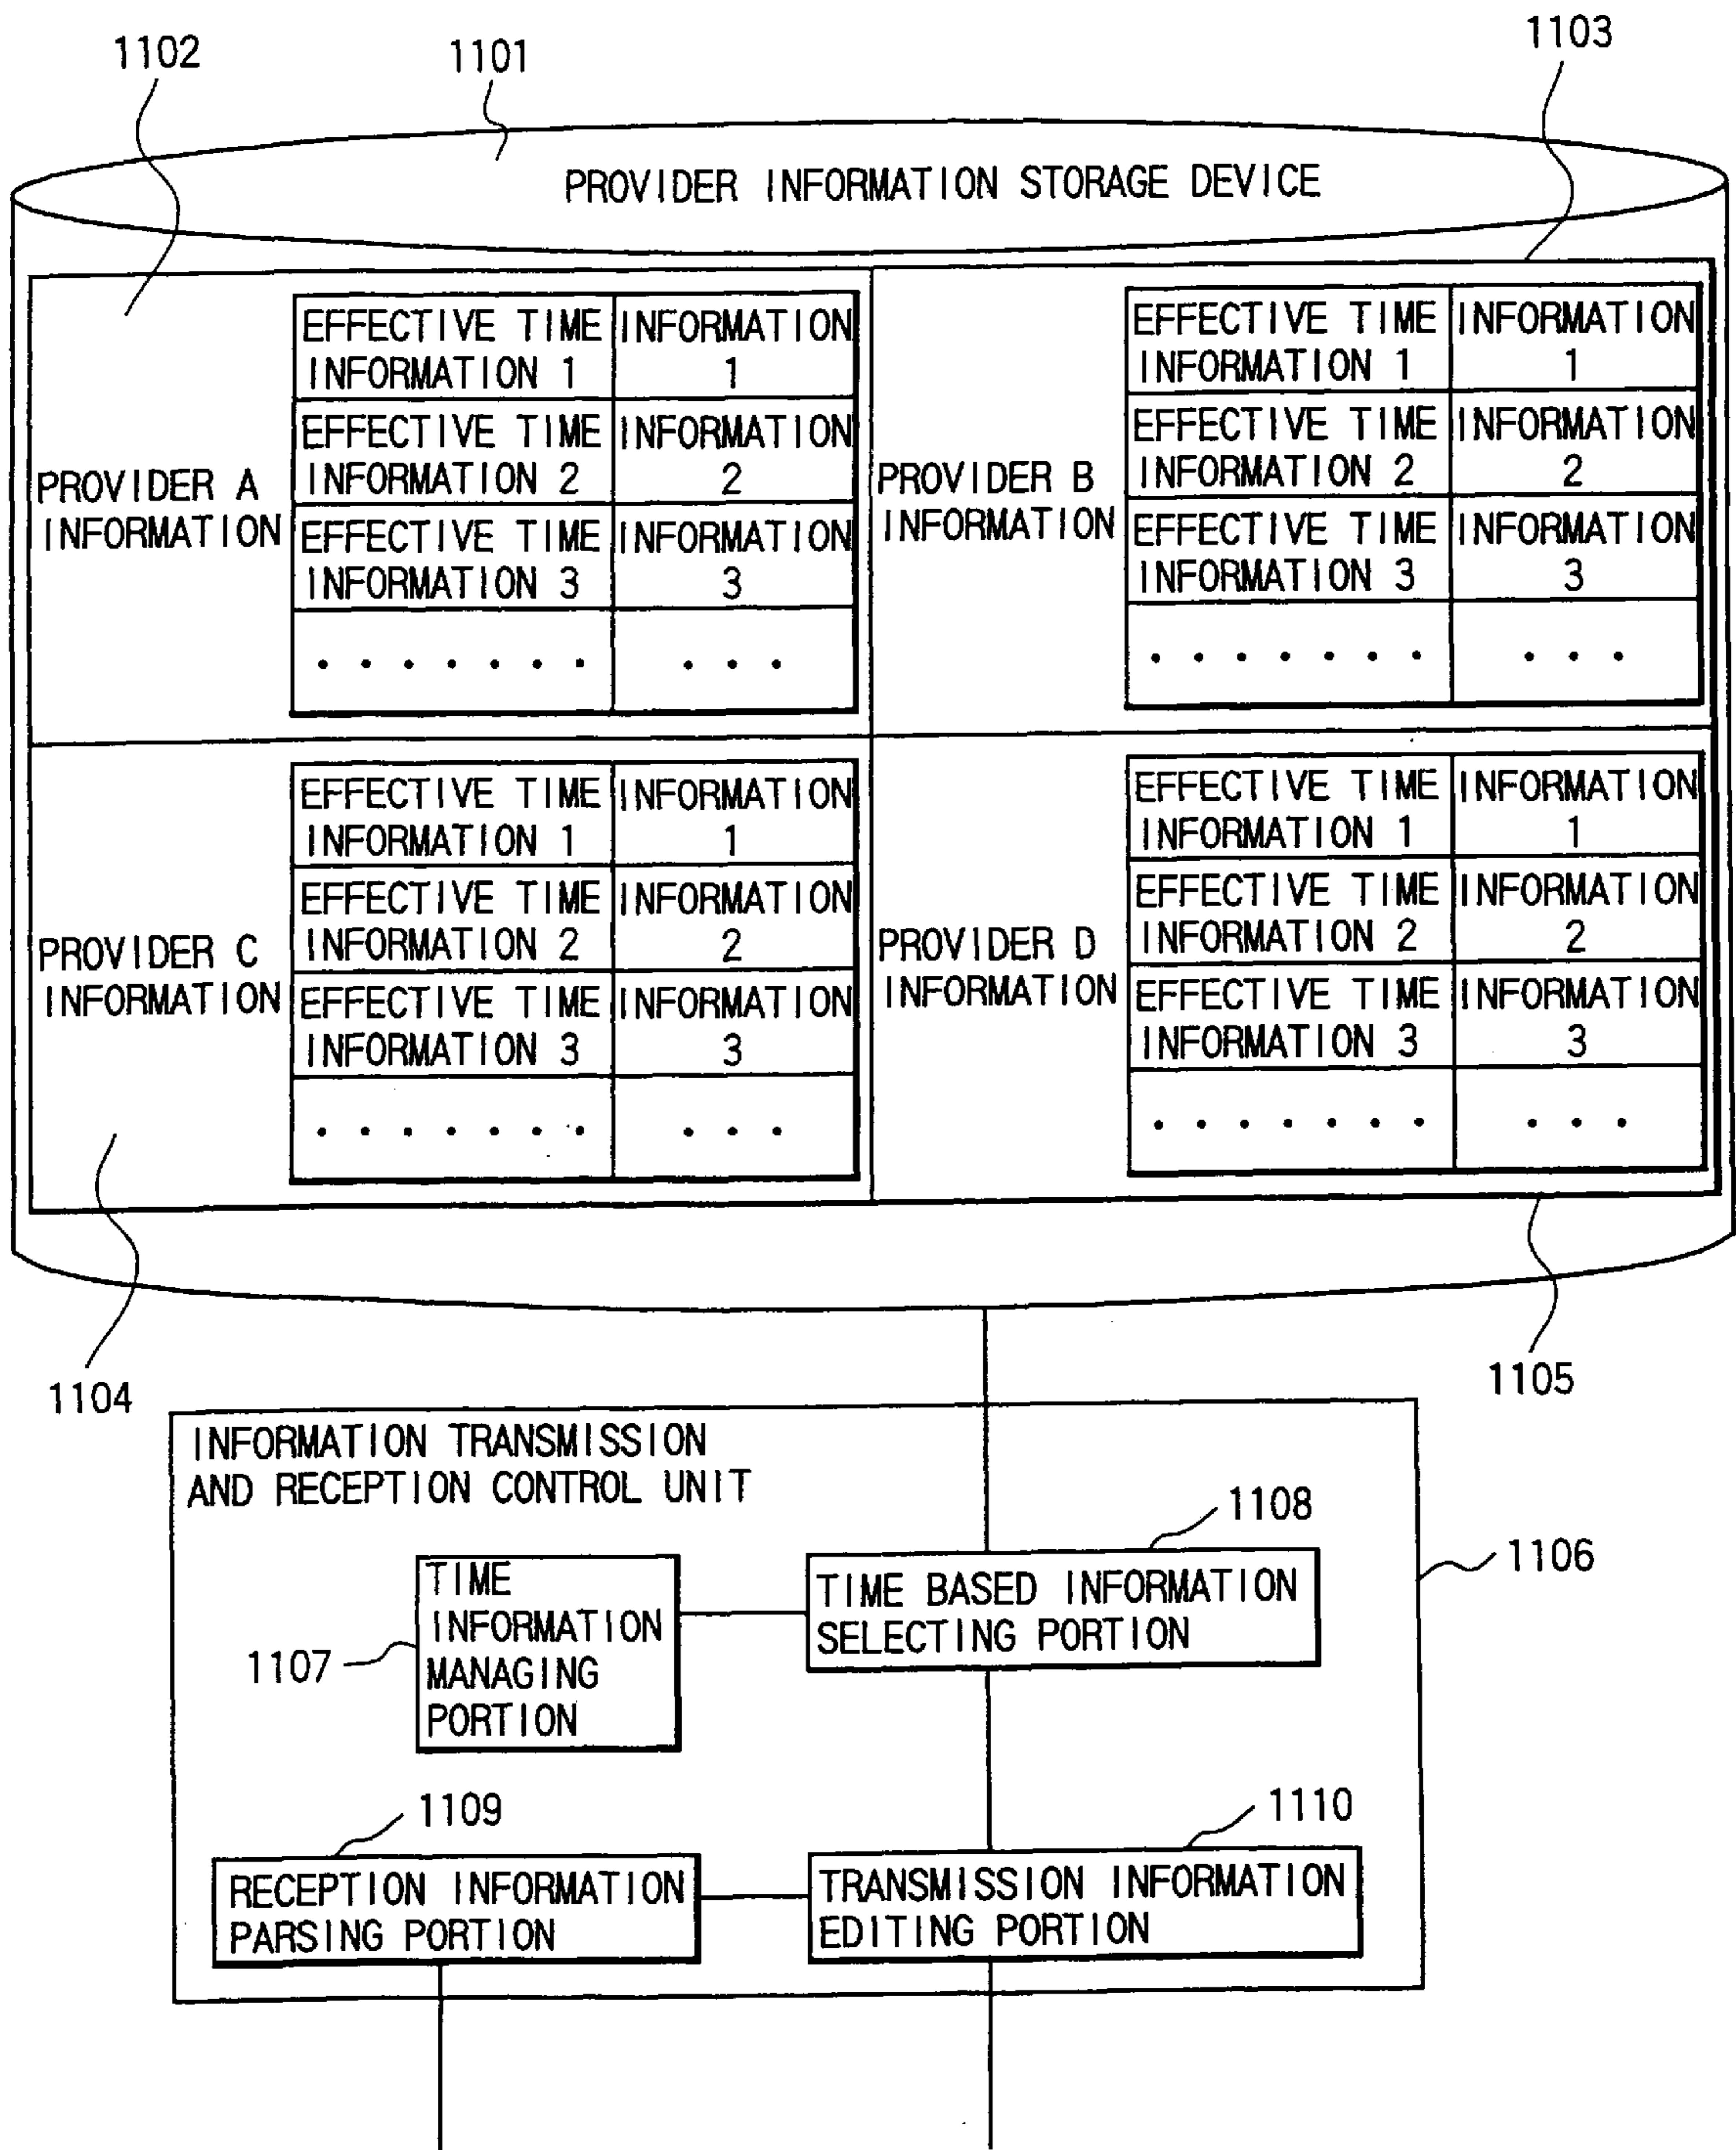 1102
1101
1103
PROVIDER INFORMATION STORAGE DEVICE
PROVIDER A
INFORMATION
EFFECTIVE TIME
INFORMATION 1
INFORMATION
1
EFFECTIVE TIME
INFORMATION 2
INFORMATION
2
EFFECTIVE TIME
INFORMATION 3
INFORMATION
3
. . . . . . .
. . .
PROVIDER B
INFORMATION
EFFECTIVE TIME
INFORMATION 1
INFORMATION
1
EFFECTIVE TIME
INFORMATION 2
INFORMATION
2
EFFECTIVE TIME
INFORMATION 3
INFORMATION
3
. . . . . . .
. . .
PROVIDER C
INFORMATION
EFFECTIVE TIME
INFORMATION 1
INFORMATION
1
EFFECTIVE TIME
INFORMATION 2
INFORMATION
2
EFFECTIVE TIME
INFORMATION 3
INFORMATION
3
. . . . . . .
. . .
PROVIDER D
INFORMATION
EFFECTIVE TIME
INFORMATION 1
INFORMATION
1
EFFECTIVE TIME
INFORMATION 2
INFORMATION
2
EFFECTIVE TIME
INFORMATION 3
INFORMATION
3
. . . . . . .
. . .
1104
1105
INFORMATION TRANSMISSION
AND RECEPTION CONTROL UNIT
1108
1106
TIME
INFORMATION
MANAGING
PORTION
1107
TIME BASED INFORMATION
SELECTING PORTION
1109
1110
RECEPTION INFORMATION
PARSING PORTION
TRANSMISSION INFORMATION
EDITING PORTION